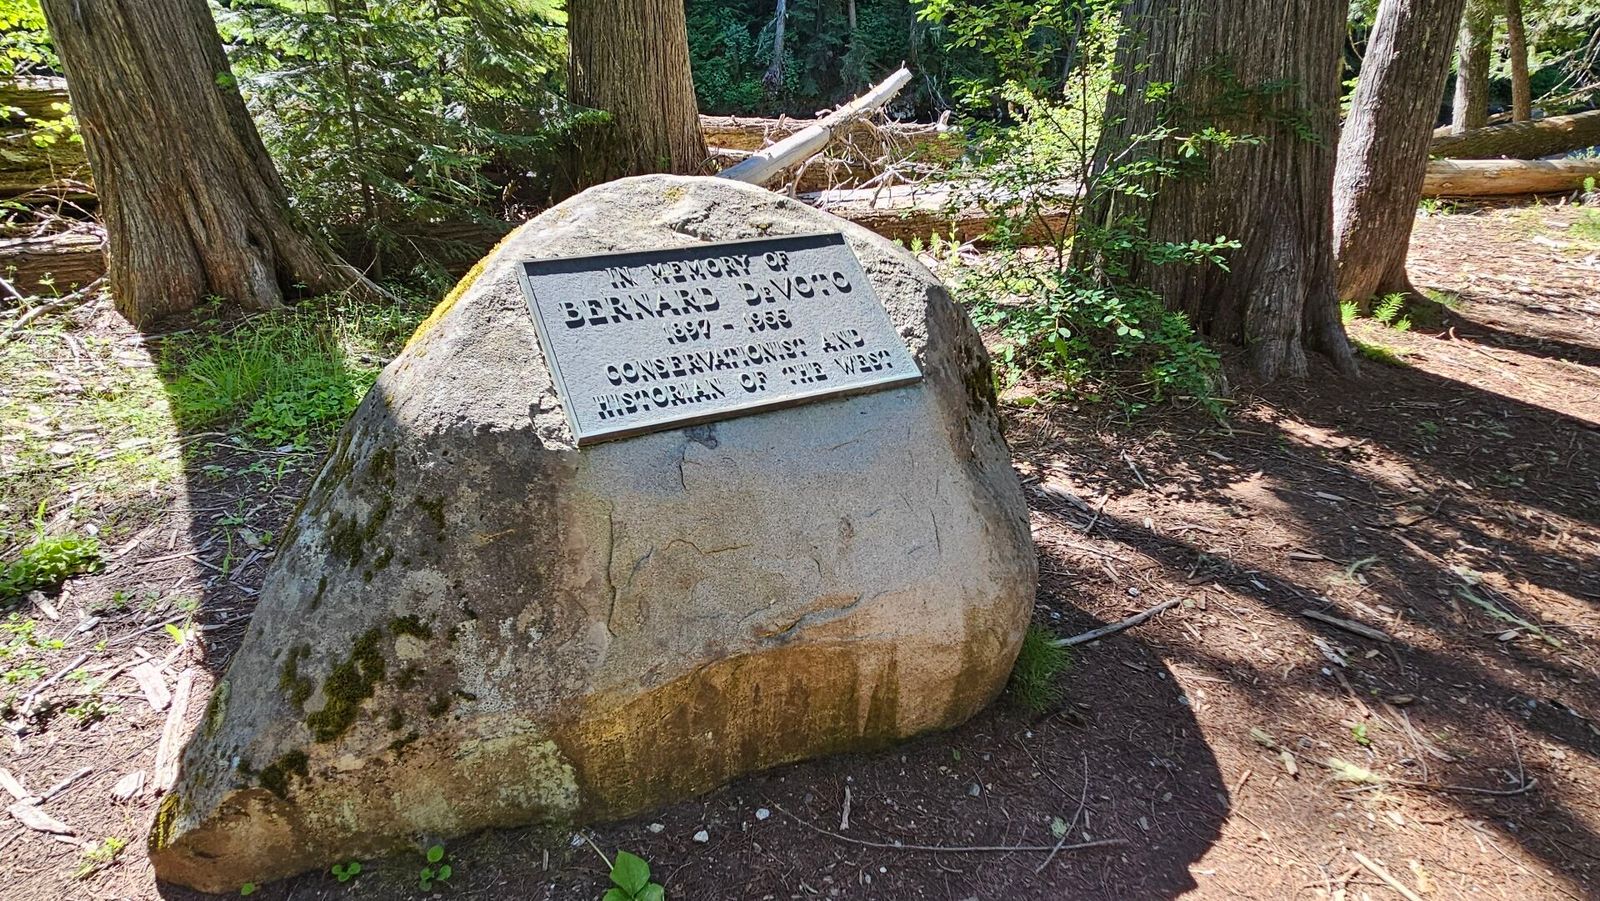 IN MEMORY OF
BERNARD DeVOTO
1897 - 1955
CONSERVATIONIST AND
HISTORIAN OF THE WEST